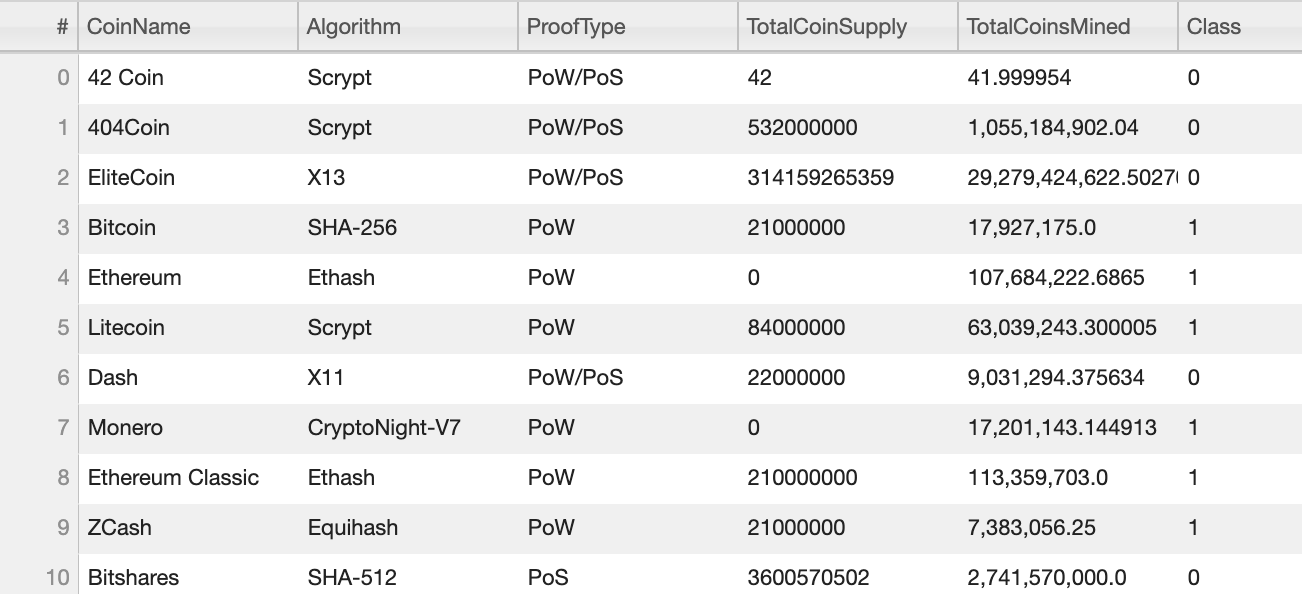 # CoinName Algorithm ProofType TotalCoinSupply TotalCoinsMined Class
0 42 Coin Scrypt PoW/PoS 42 41.999954 0
1 404Coin Scrypt PoW/PoS 532000000 1,055,184,902.04 0
2 EliteCoin X13 PoW/PoS 314159265359 29,279,424,622.5027 0
3 Bitcoin SHA-256 PoW 21000000 17,927,175.0 1
4 Ethereum Ethash PoW 0 107,684,222.6865 1
5 Litecoin Scrypt PoW 84000000 63,039,243.300005 1
6 Dash X11 PoW/PoS 22000000 9,031,294.375634 0
7 Monero CryptoNight-V7 PoW 0 17,201,143.144913 1
8 Ethereum Classic Ethash PoW 210000000 113,359,703.0 1
9 ZCash Equihash PoW 21000000 7,383,056.25 1
10 Bitshares SHA-512 PoS 3600570502 2,741,570,000.0 0